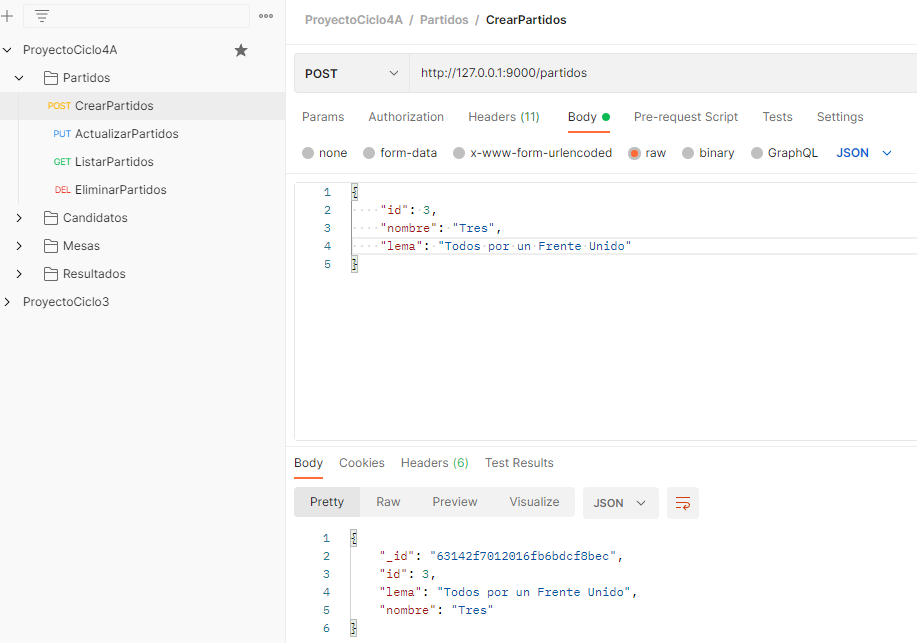 ProyectoCiclo4A
Partidos
POST CrearPartidos
PUT ActualizarPartidos
GET ListarPartidos
DEL EliminarPartidos
Candidatos
Mesas
Resultados
ProyectoCiclo3
ProyectoCiclo4A / Partidos / CrearPartidos
POST http://127.0.0.1:9000/partidos
Params Authorization Headers (11) Body Pre-request Script Tests Settings
none form-data x-www-form-urlencoded raw binary GraphQL JSON
1 {
2 "id": 3,
3 "nombre": "Tres",
4 "lema": "Todos por un Frente Unido"
5 }
Body Cookies Headers (6) Test Results
Pretty Raw Preview Visualize JSON
1 {
2 "_id": "63142f7012016fb6bdcf8bec",
3 "id": 3,
4 "lema": "Todos por un Frente Unido",
5 "nombre": "Tres"
6 }